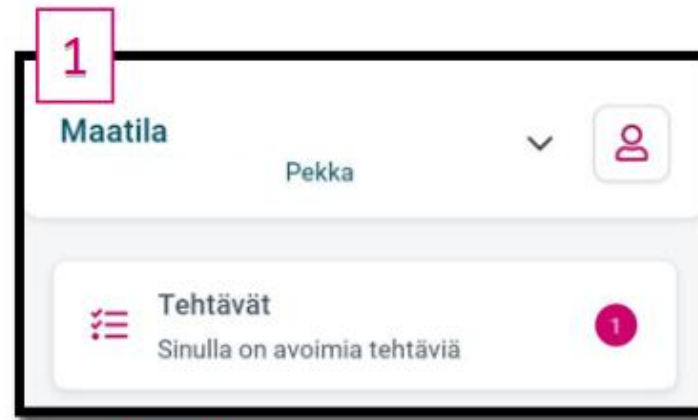 1
Maatila
Pekka
Tehtävät
Sinulla on avoimia tehtäviä
1